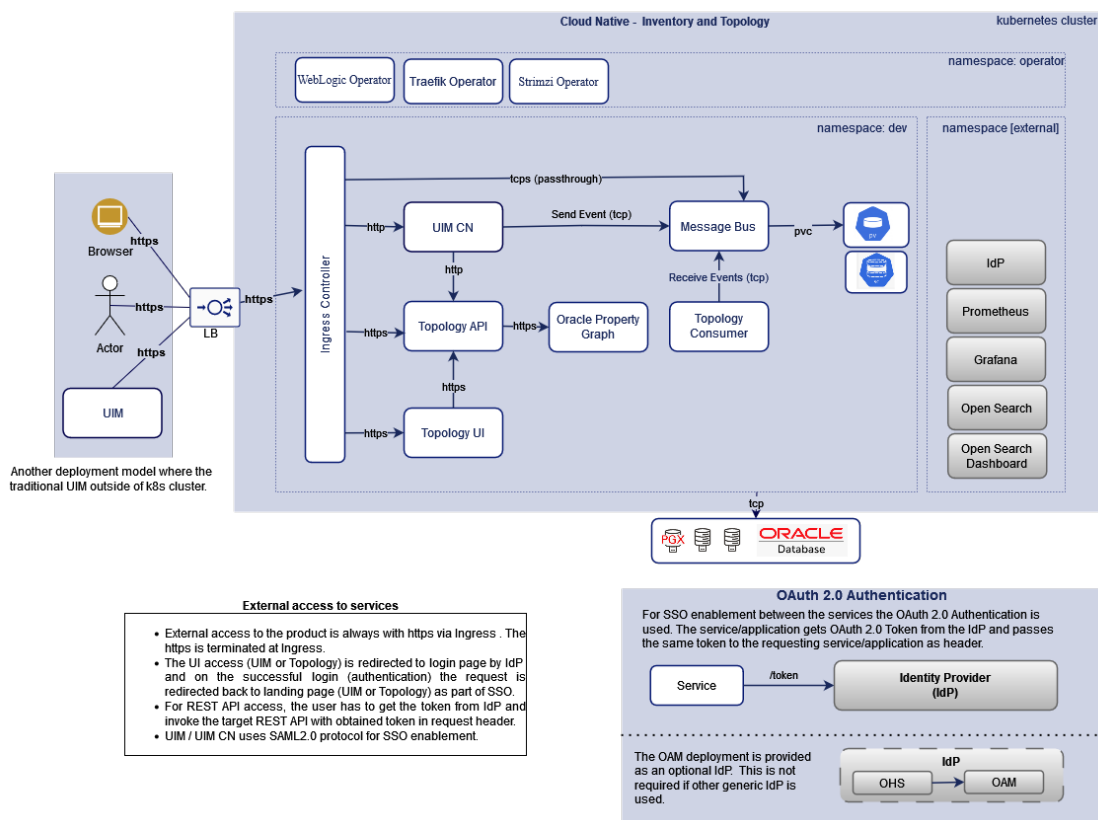 Cloud Native - Inventory and Topology
kubernetes cluster
namespace: operator
WebLogic Operator
Traefik Operator
Strimzi Operator
namespace: dev
namespace [external]
Ingress Controller
tcps (passthrough)
http
UIM CN
Send Event (tcp)
Message Bus
pvc
pv
http
Receive Events (tcp)
https
Topology API
https
Oracle Property
Graph
Topology
Consumer
https
https
Topology UI
IdP
Prometheus
Grafana
Open Search
Open Search
Dashboard
Browser
https
Actor
https
https
UIM
LB
https
Another deployment model where the
traditional UIM outside of k8s cluster.
tcp
PGX
ORACLE
Database
External access to services
• External access to the product is always with https via Ingress . The
https is terminated at Ingress.
• The UI access (UIM or Topology) is redirected to login page by IdP
and on the successful login (authentication) the request is
redirected back to landing page (UIM or Topology) as part of SSO.
• For REST API access, the user has to get the token from IdP and
invoke the target REST API with obtained token in request header.
• UIM / UIM CN uses SAML2.0 protocol for SSO enablement.
OAuth 2.0 Authentication
For SSO enablement between the services the OAuth 2.0 Authentication is
used. The service/application gets OAuth 2.0 Token from the IdP and passes
the same token to the requesting service/application as header.
Service
/token
Identity Provider
(IdP)
The OAM deployment is provided
as an optional IdP. This is not
required if other generic IdP is
used.
IdP
OHS
OAM